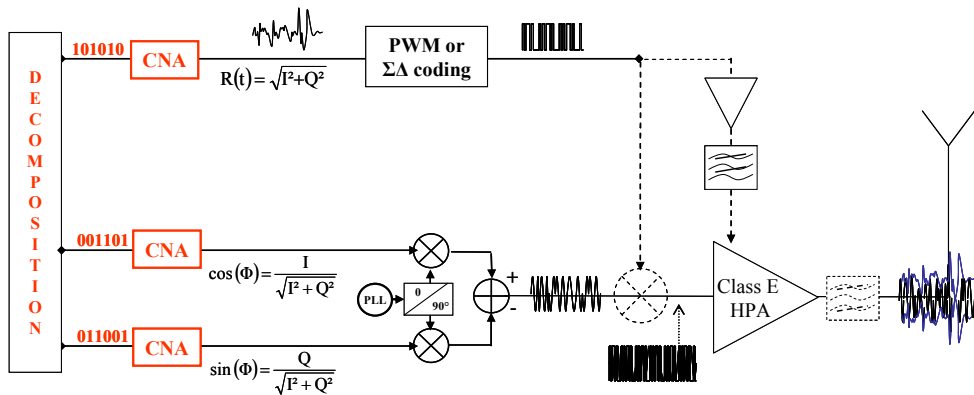 DECOMPOSITION
101010
CNA
R(t)=√I²+Q²
PWM or
ΣΔ coding
001101
CNA
cos(Φ)=I/√I²+Q²
PLL
0
90°
+
-
011001
CNA
sin(Φ)=Q/√I²+Q²
Class E
HPA